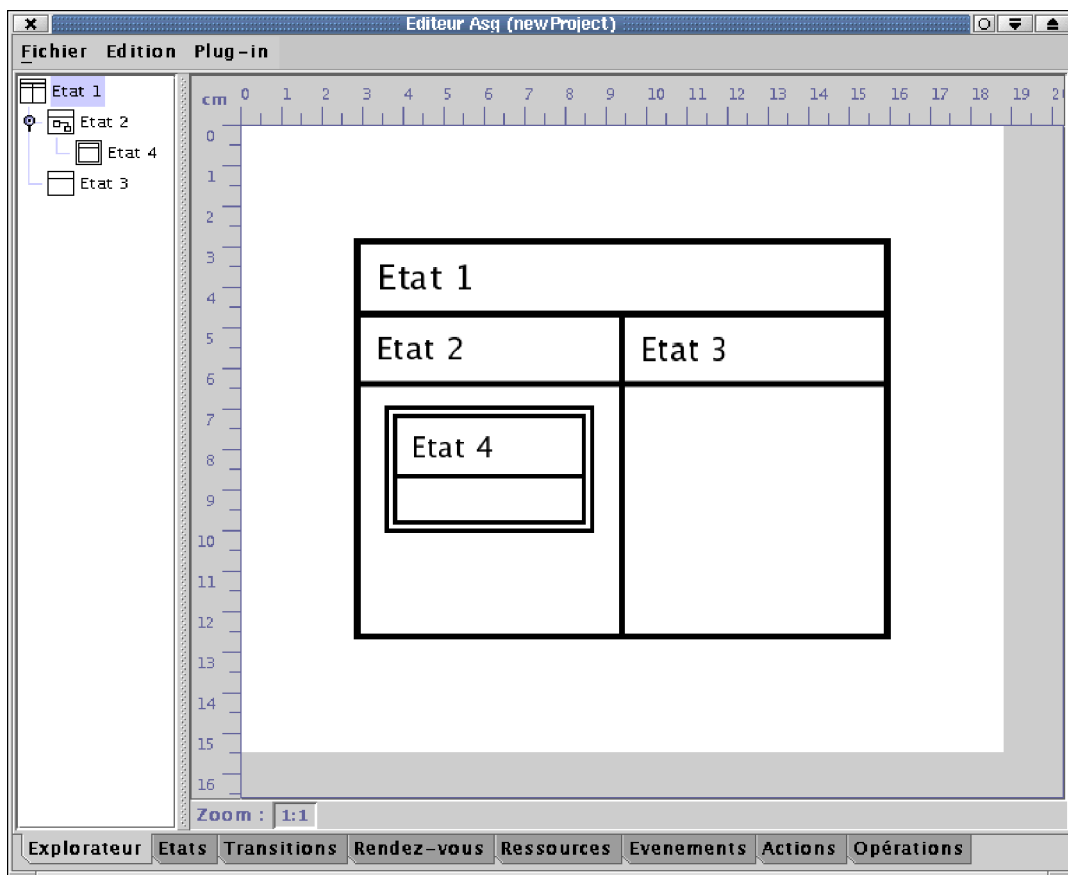 Editeur Asg (newProject)
Fichier Edition Plug-in
Etat 1
Etat 2
Etat 4
Etat 3
cm 0 1 2 3 4 5 6 7 8 9 10 11 12 13 14 15 16 17 18 19
0
1
2
3
4
5
6
7
8
9
10
11
12
13
14
15
16
Etat 1
Etat 2 Etat 3
Etat 4
Zoom : 1:1
Explorateur Etats Transitions Rendez-vous Ressources Evenements Actions Opérations